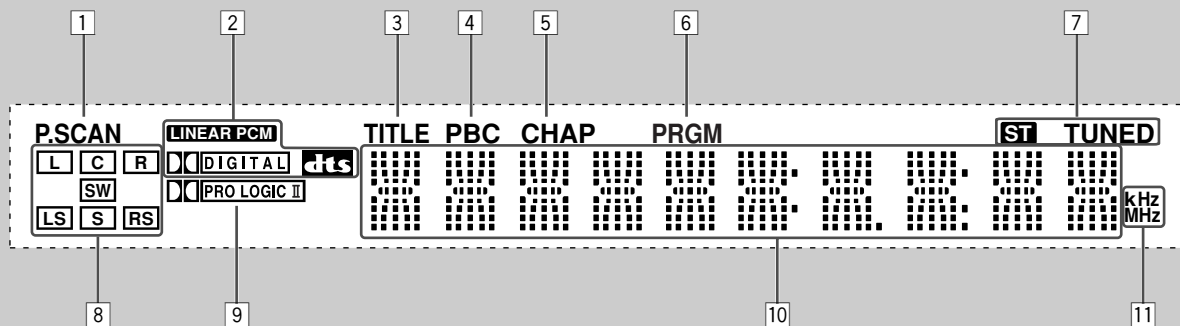 1 2 3 4 5 6 7
P.SCAN LINEAR PCM TITLE PBC CHAP PRGM ST TUNED
L C R DIGITAL dts
SW PRO LOGIC II
LS S RS
kHz
MHz
8 9 10 11